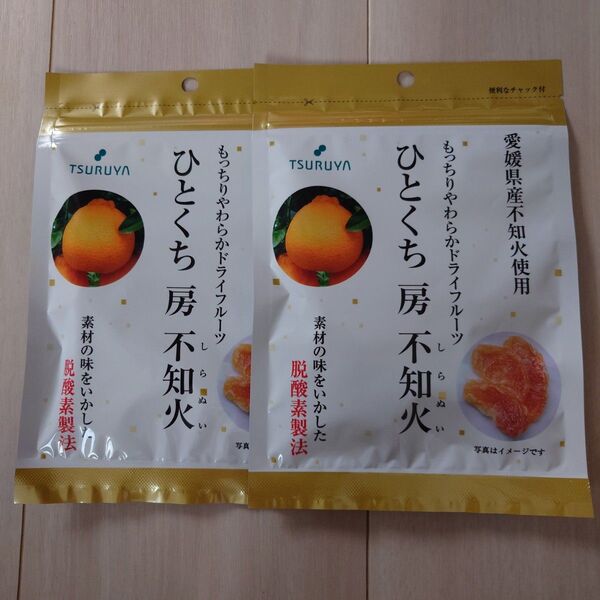 TSURUYA
もっちりやわらかドライフルーツ
ひとくち 房 不知火
しらぬい
素材の味をいかした
脱酸素製法
写真
便利なチャック付
TSURUYA
愛媛県産不知火使用
もっちりやわらかドライフルーツ
ひとくち 房 不知火
しらぬい
素材の味をいかした
脱酸素製法
写真はイメージです